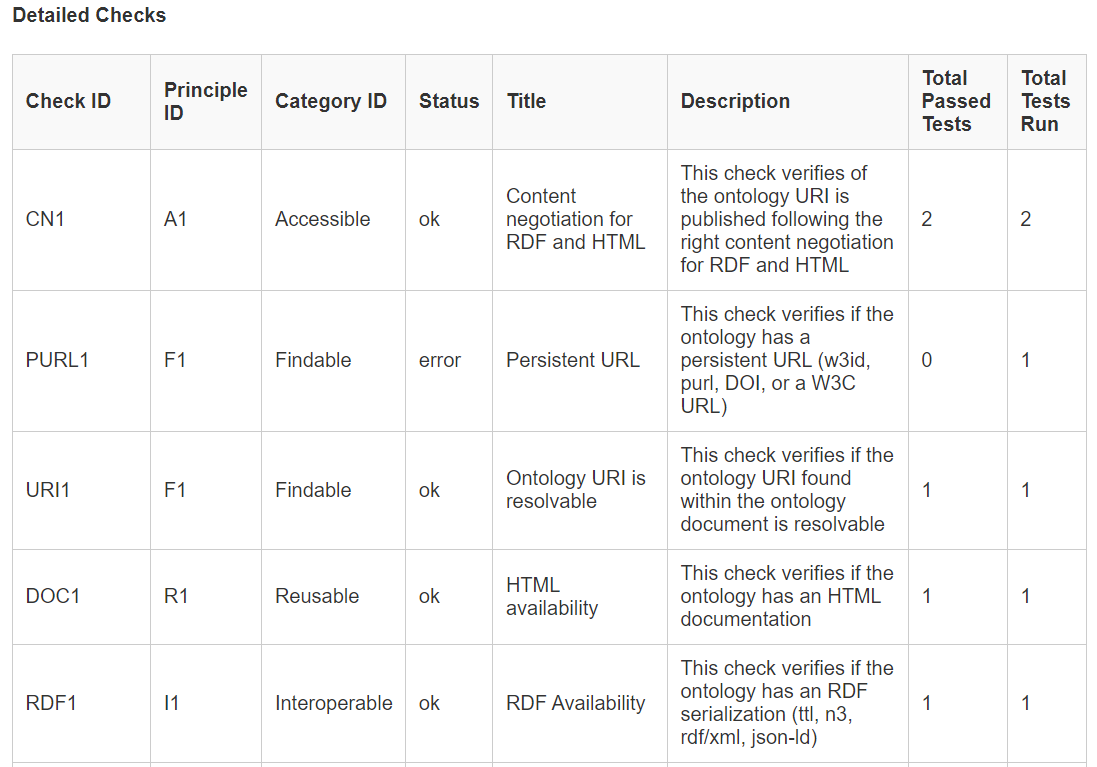 Detailed Checks
Check ID
Principle
ID
Category ID
Status
Title
Description
Total
Passed
Tests
Total
Tests
Run
CN1
A1
Accessible
ok
Content
negotiation for
RDF and HTML
This check verifies of
the ontology URI is
published following the
right content negotiation
for RDF and HTML
2
2
PURL1
F1
Findable
error
Persistent URL
This check verifies if the
ontology has a
persistent URL (w3id,
purl, DOI, or a W3C
URL)
0
1
URI1
F1
Findable
ok
Ontology URI is
resolvable
This check verifies if the
ontology URI found
within the ontology
document is resolvable
1
1
DOC1
R1
Reusable
ok
HTML
availability
This check verifies if the
ontology has an HTML
documentation
1
1
RDF1
I1
Interoperable
ok
RDF Availability
This check verifies if the
ontology has an RDF
serialization (ttl, n3,
rdf/xml, json-ld)
1
1